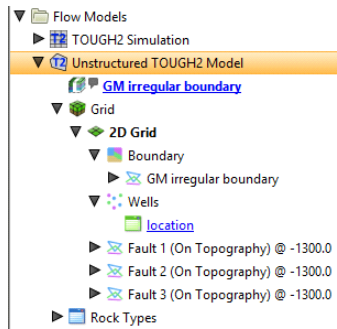 Flow Models
T2 TOUGH2 Simulation
T2 Unstructured TOUGH2 Model
GM irregular boundary
Grid
2D Grid
Boundary
GM irregular boundary
Wells
location
Fault 1 (On Topography) @ -1300.0
Fault 2 (On Topography) @ -1300.0
Fault 3 (On Topography) @ -1300.0
Rock Types